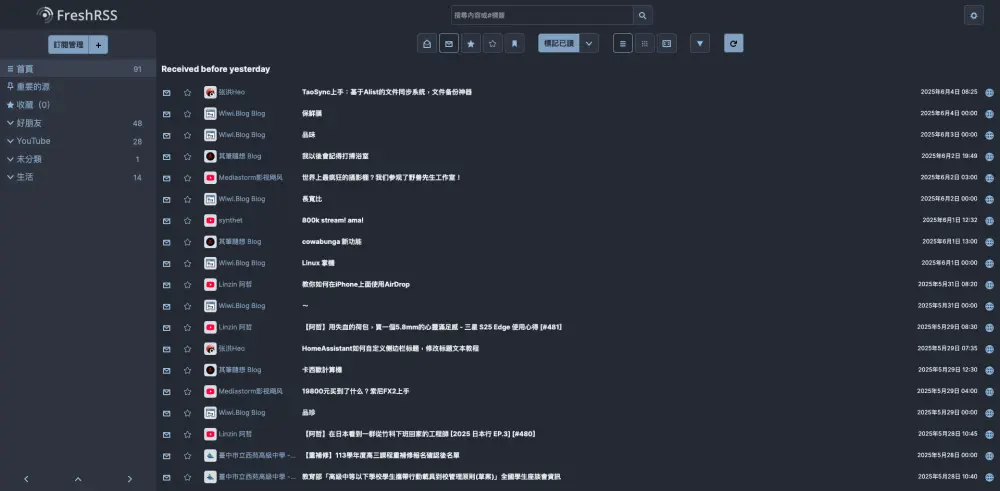 FreshRSS
搜尋內容或#標籤
訂閱管理
標記已讀
首頁 91
重要的源
收藏（0）
好朋友 48
YouTube 28
未分類 1
生活 14
Received before yesterday
张洪Heo TaoSync上手：基于Alist的文件同步系统，文件备份神器 2025年6月4日 08:25
Wiwi.Blog Blog 保鮮膜 2025年6月4日 00:00
Wiwi.Blog Blog 品味 2025年6月3日 00:00
其筆隨想 Blog 我以後會記得打掃浴室 2025年6月2日 19:49
Mediastorm影视飓风 世界上最疯狂的摄影棚？我们参观了野兽先生工作室！ 2025年6月2日 03:00
Wiwi.Blog Blog 長寬比 2025年6月2日 00:00
synthet 800k stream! ama! 2025年6月1日 12:32
其筆隨想 Blog cowabunga 新功能 2025年6月1日 13:00
Wiwi.Blog Blog Linux 掌機 2025年6月1日 00:00
Linzin 阿哲 教你如何在iPhone上面使用AirDrop 2025年5月31日 08:20
Wiwi.Blog Blog ～ 2025年5月31日 00:00
Linzin 阿哲 【阿哲】用失血的荷包，買一個5.8mm的心靈滿足感 - 三星 S25 Edge 使用心得 [#481] 2025年5月29日 08:30
张洪Heo HomeAssistant如何自定义侧边栏标题，修改标题文本教程 2025年5月29日 07:35
其筆隨想 Blog 卡西歐計算機 2025年5月29日 12:30
Mediastorm影视飓风 19800元买到了什么？索尼FX2上手 2025年5月29日 04:00
Wiwi.Blog Blog 品珍 2025年5月29日 00:00
Linzin 阿哲 【阿哲】在日本看到一群從竹科下班回家的工程師 [2025 日本行 EP.3] [#480] 2025年5月28日 10:45
臺中市立西苑高級中學 -... 【重補修】113學年度高三課程重補修報名確認後名單 2025年5月28日 00:00
臺中市立西苑高級中學 -... 教育部「高級中等以下學校學生攜帶行動載具到校管理原則(草案)」全國學生座談會資訊 2025年5月28日 10:40